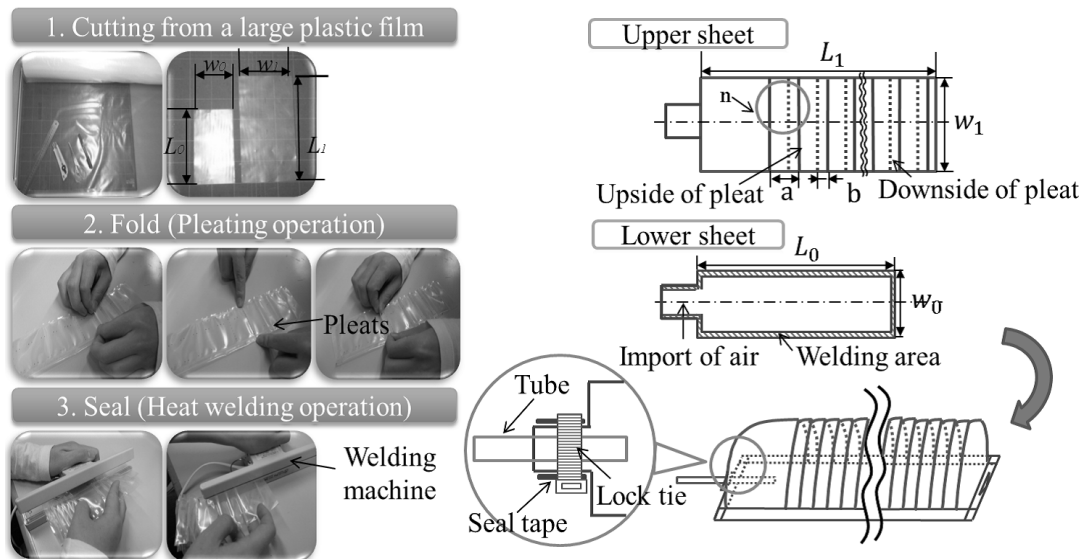 1. Cutting from a large plastic film
w0
w1
L0
L1
2. Fold (Pleating operation)
Pleats
3. Seal (Heat welding operation)
Welding
machine
Upper sheet
L1
n
w1
Upside of pleat
a
b
Downside of pleat
Lower sheet
L0
w0
Import of air
Welding area
Tube
Lock tie
Seal tape